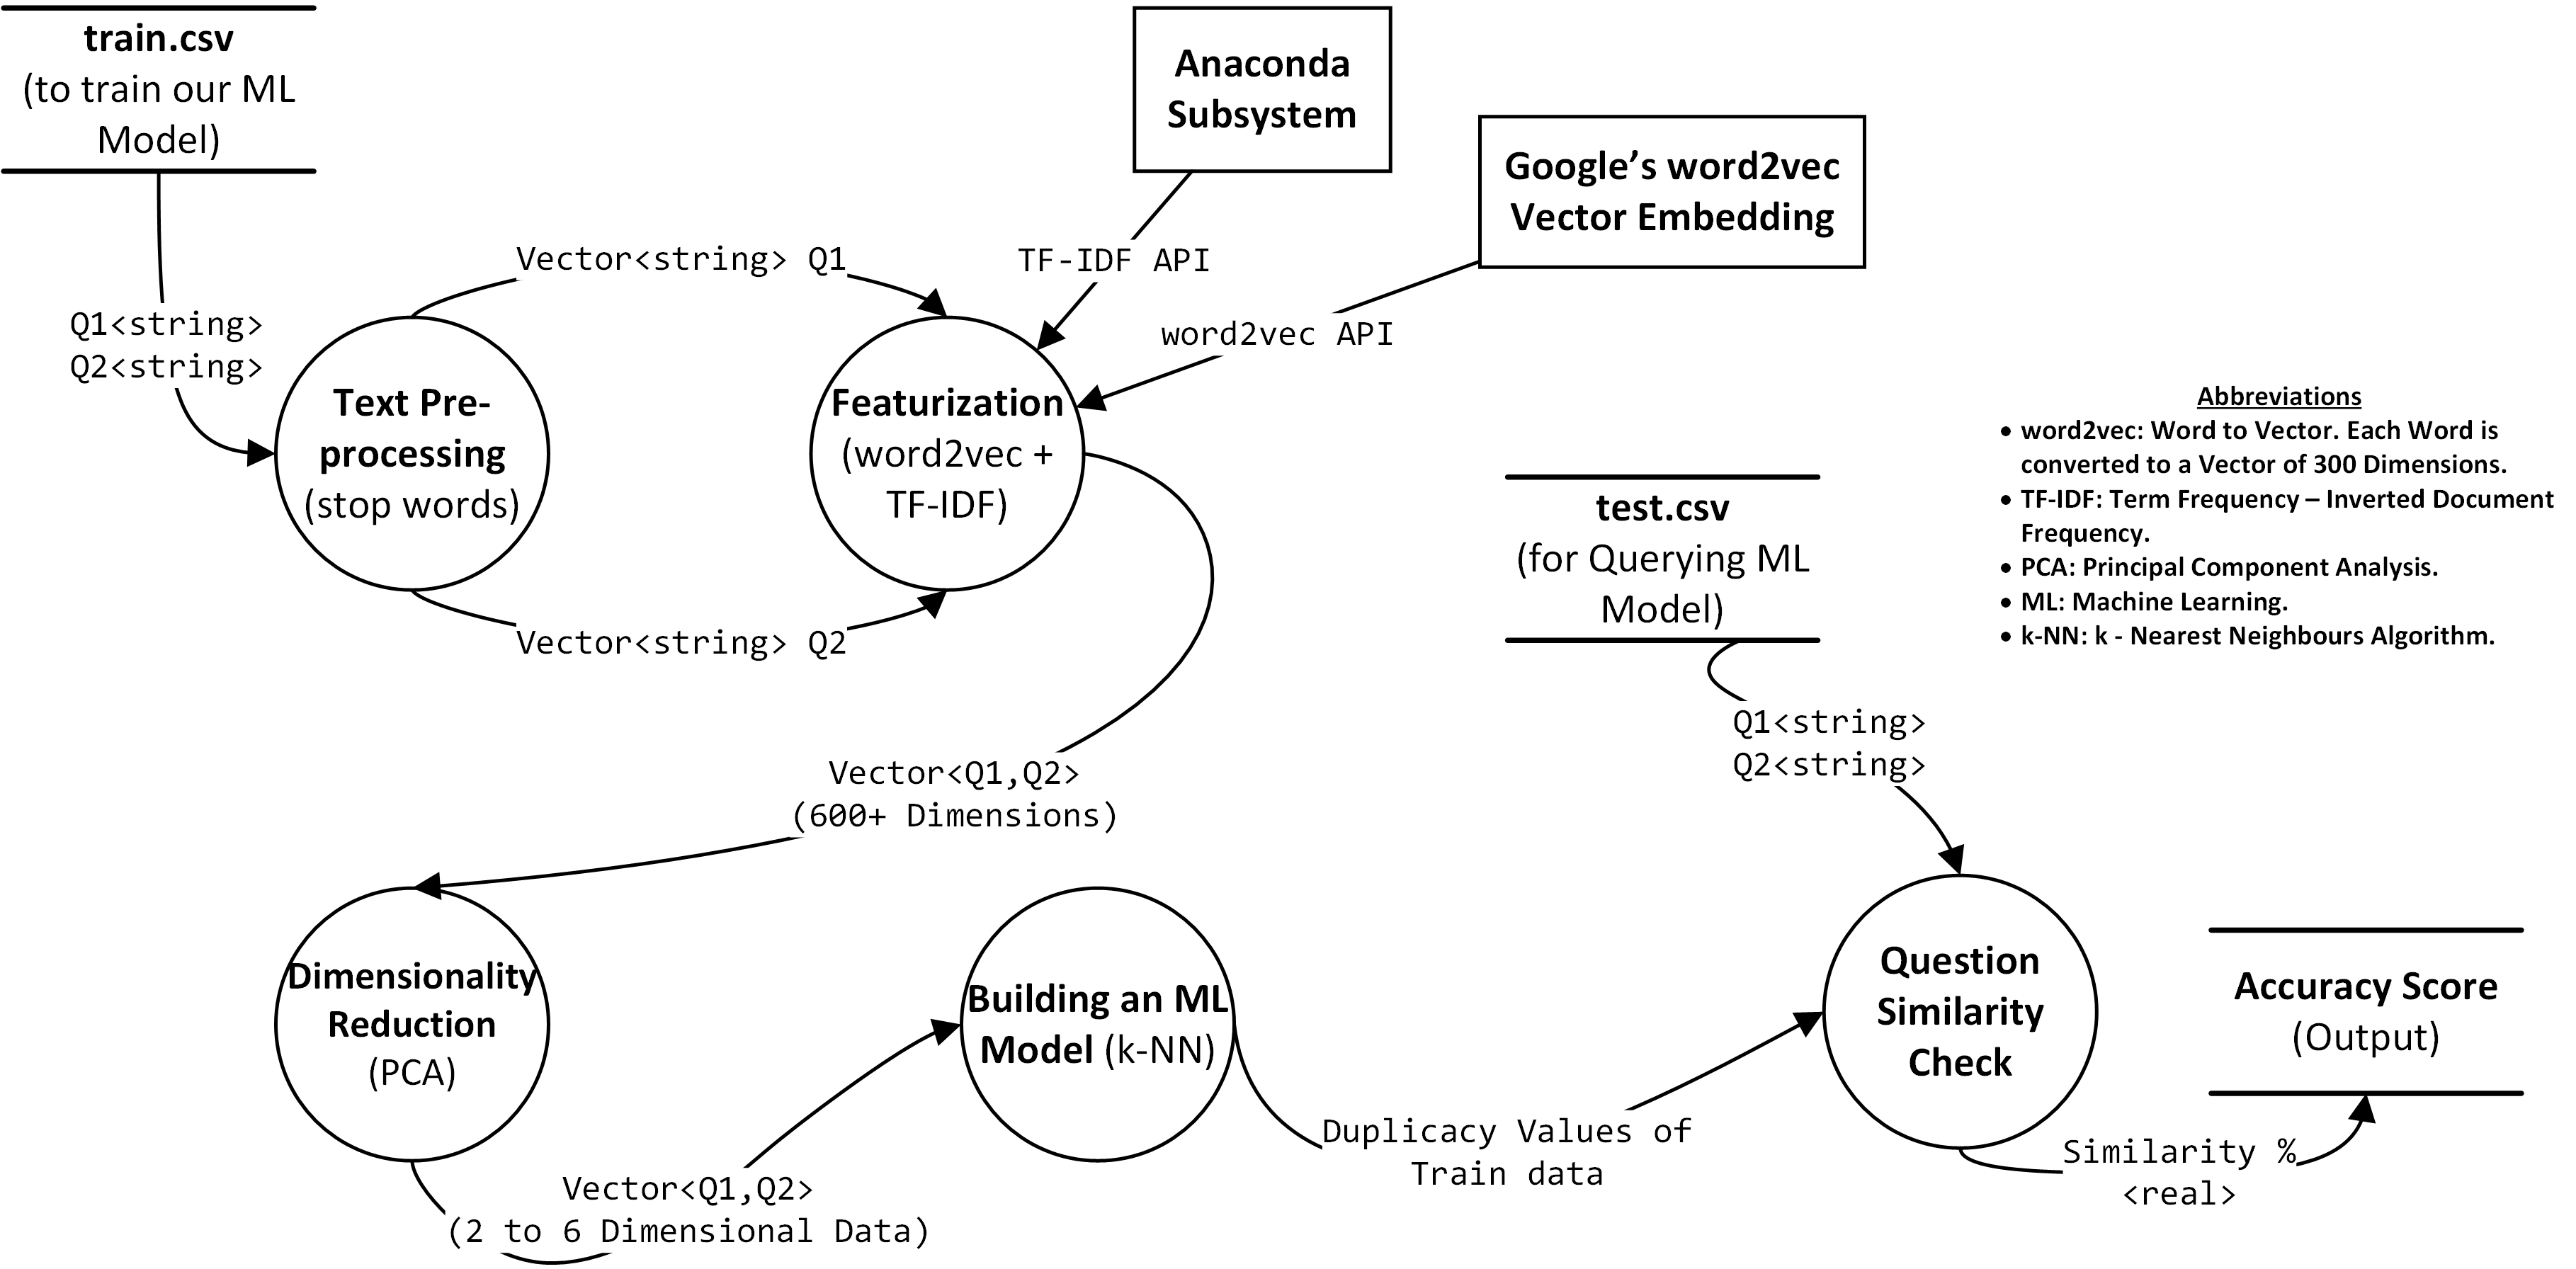 train.csv
(to train our ML
Model)
Anaconda
Subsystem
Google’s word2vec
Vector Embedding
Vector<string> Q1
TF-IDF API
word2vec API
Q1<string>
Q2<string>
Text Pre-
processing
(stop words)
Featurization
(word2vec +
TF-IDF)
Vector<string> Q2
Abbreviations
• word2vec: Word to Vector. Each Word is
converted to a Vector of 300 Dimensions.
• TF-IDF: Term Frequency – Inverted Document
Frequency.
• PCA: Principal Component Analysis.
• ML: Machine Learning.
• k-NN: k - Nearest Neighbours Algorithm.
test.csv
(for Querying ML
Model)
Q1<string>
Q2<string>
Vector<Q1,Q2>
(600+ Dimensions)
Dimensionality
Reduction
(PCA)
Vector<Q1,Q2>
(2 to 6 Dimensional Data)
Building an ML
Model (k-NN)
Duplicacy Values of
Train data
Question
Similarity
Check
Similarity %
<real>
Accuracy Score
(Output)